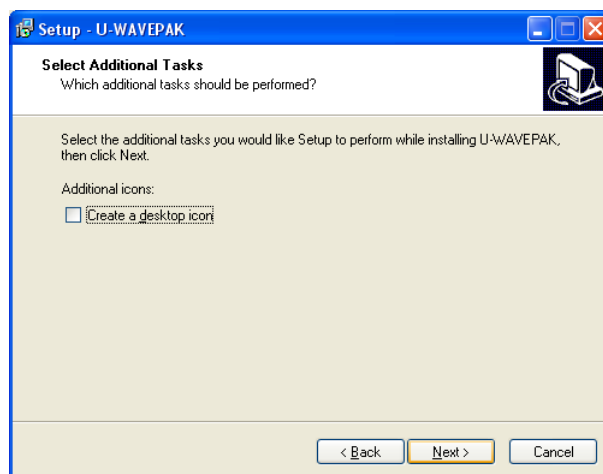 Setup - U-WAVEPAK
Select Additional Tasks
Which additional tasks should be performed?
Select the additional tasks you would like Setup to perform while installing U-WAVEPAK,
then click Next.
Additional icons:
Create a desktop icon
< Back
Next >
Cancel